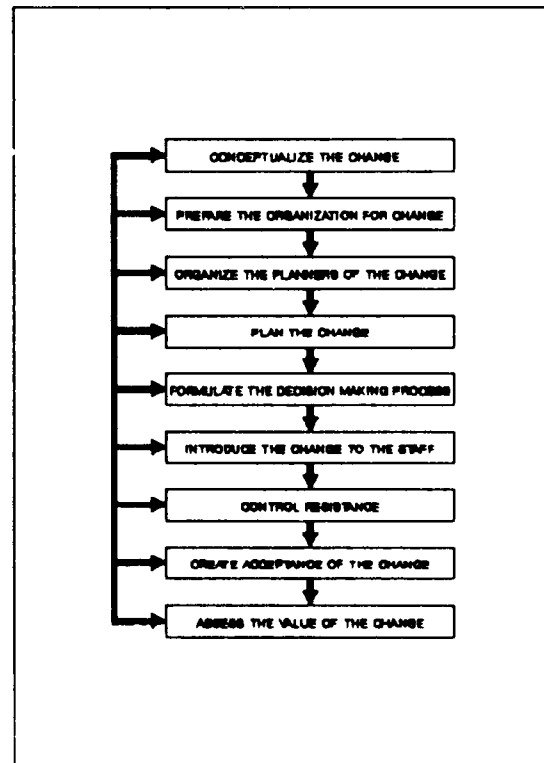 CONCEPTUALIZE THE CHANGE
PREPARE THE ORGANIZATION FOR CHANGE
ORGANIZE THE PLANNERS OF THE CHANGE
PLAN THE CHANGE
FORMULATE THE DECISION MAKING PROCESS
INTRODUCE THE CHANGE TO THE STAFF
CONTROL RESISTANCE
CREATE ACCEPTANCE OF THE CHANGE
ASSESS THE VALUE OF THE CHANGE